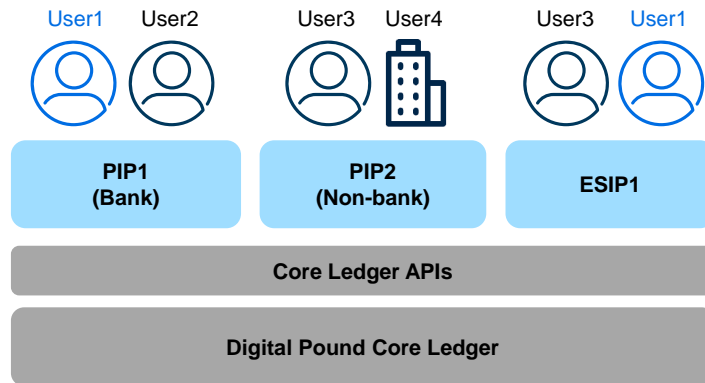 User1 User2 User3 User4 User3 User1
PIP1
(Bank)
PIP2
(Non-bank)
ESIP1
Core Ledger APIs
Digital Pound Core Ledger